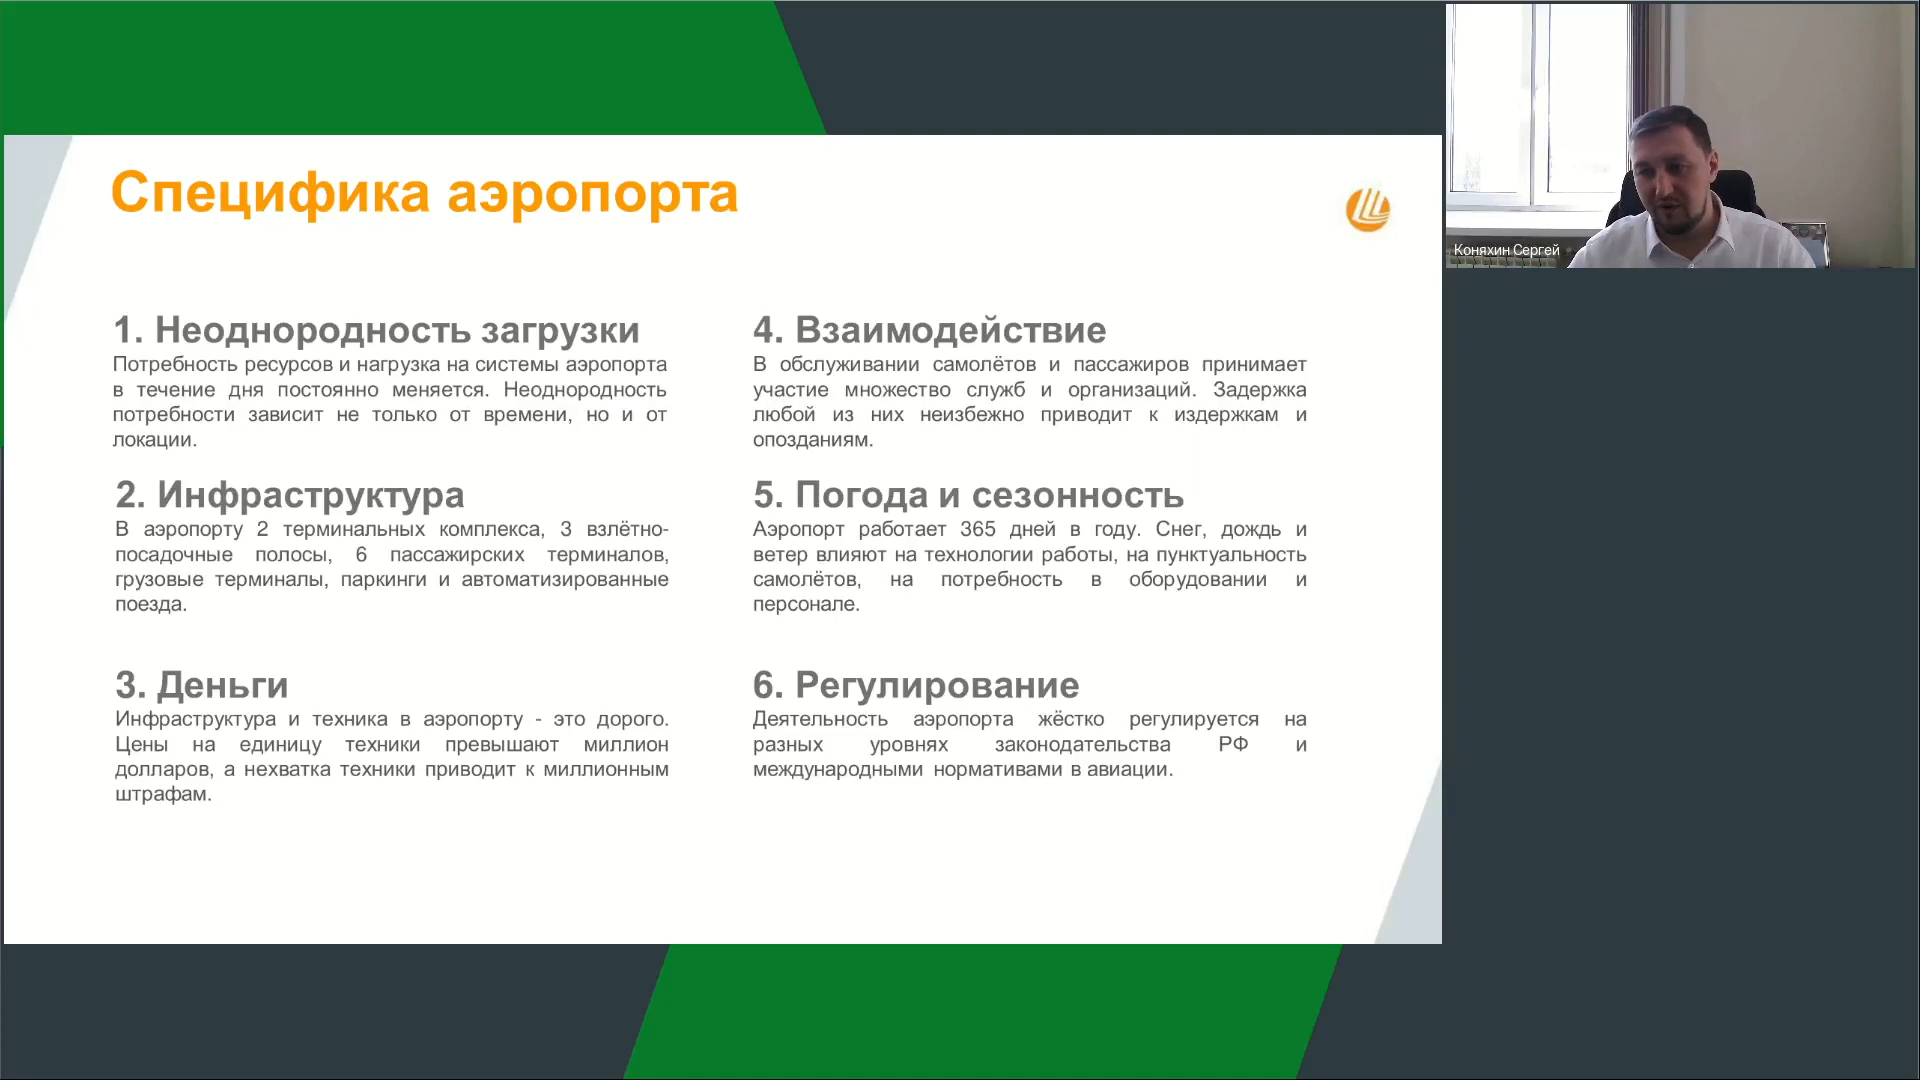 Специфика аэропорта
1. Неоднородность загрузки
Потребность ресурсов и нагрузка на системы аэропорта
в течение дня постоянно меняется. Неоднородность
потребности зависит не только от времени, но и от
локации.
2. Инфраструктура
В аэропорту 2 терминальных комплекса, 3 взлётно-
посадочные полосы, 6 пассажирских терминалов,
грузовые терминалы, паркинги и автоматизированные
поезда.
3. Деньги
Инфраструктура и техника в аэропорту - это дорого.
Цены на единицу техники превышают миллион
долларов, а нехватка техники приводит к миллионным
штрафам.
4. Взаимодействие
В обслуживании самолётов и пассажиров принимает
участие множество служб и организаций. Задержка
любой из них неизбежно приводит к издержкам и
опозданиям.
5. Погода и сезонность
Аэропорт работает 365 дней в году. Снег, дождь и
ветер влияют на технологии работы, на пунктуальность
самолётов, на потребность в оборудовании и
персонале.
6. Регулирование
Деятельность аэропорта жёстко регулируется на
разных уровнях законодательства РФ и
международными нормативами в авиации.
Коняхин Сергей